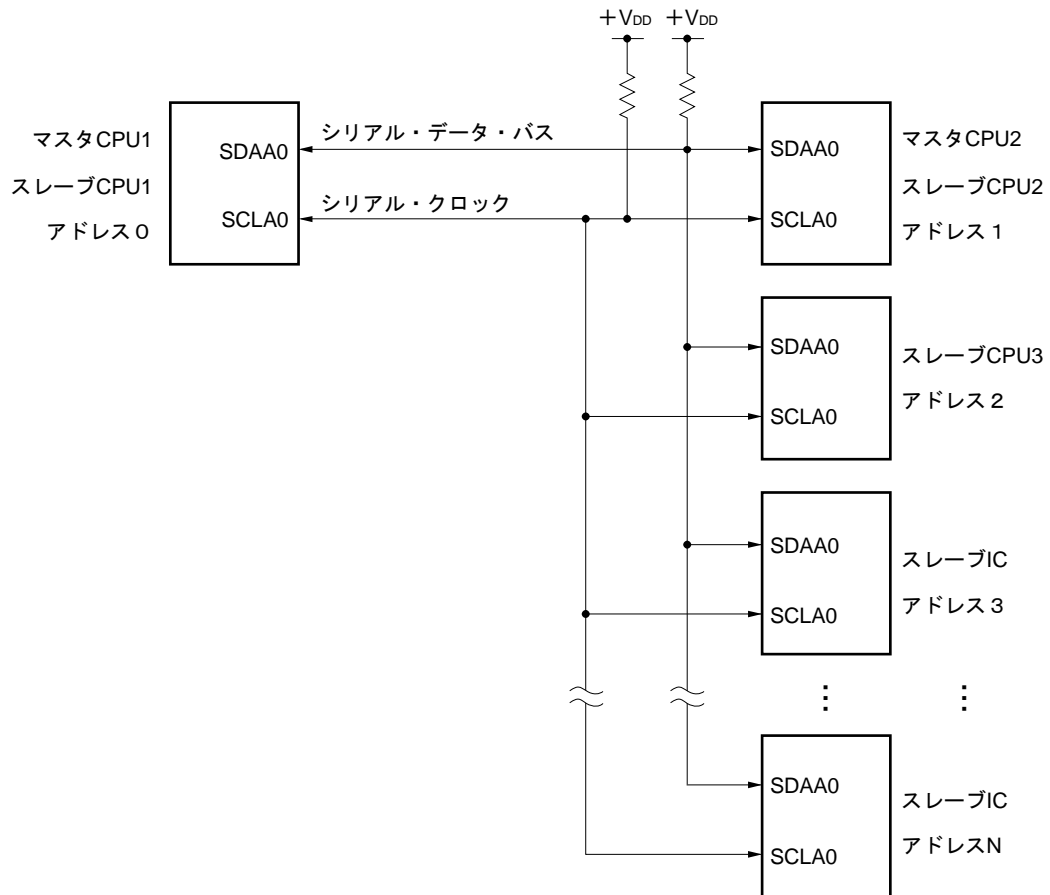 +VDD
+VDD
マスタCPU1
スレーブCPU1
アドレス0
SDAA0
SCLA0
シリアル・データ・バス
シリアル・クロック
SDAA0
SCLA0
マスタCPU2
スレーブCPU2
アドレス1
SDAA0
SCLA0
スレーブCPU3
アドレス2
SDAA0
SCLA0
スレーブIC
アドレス3
SDAA0
SCLA0
スレーブIC
アドレスN